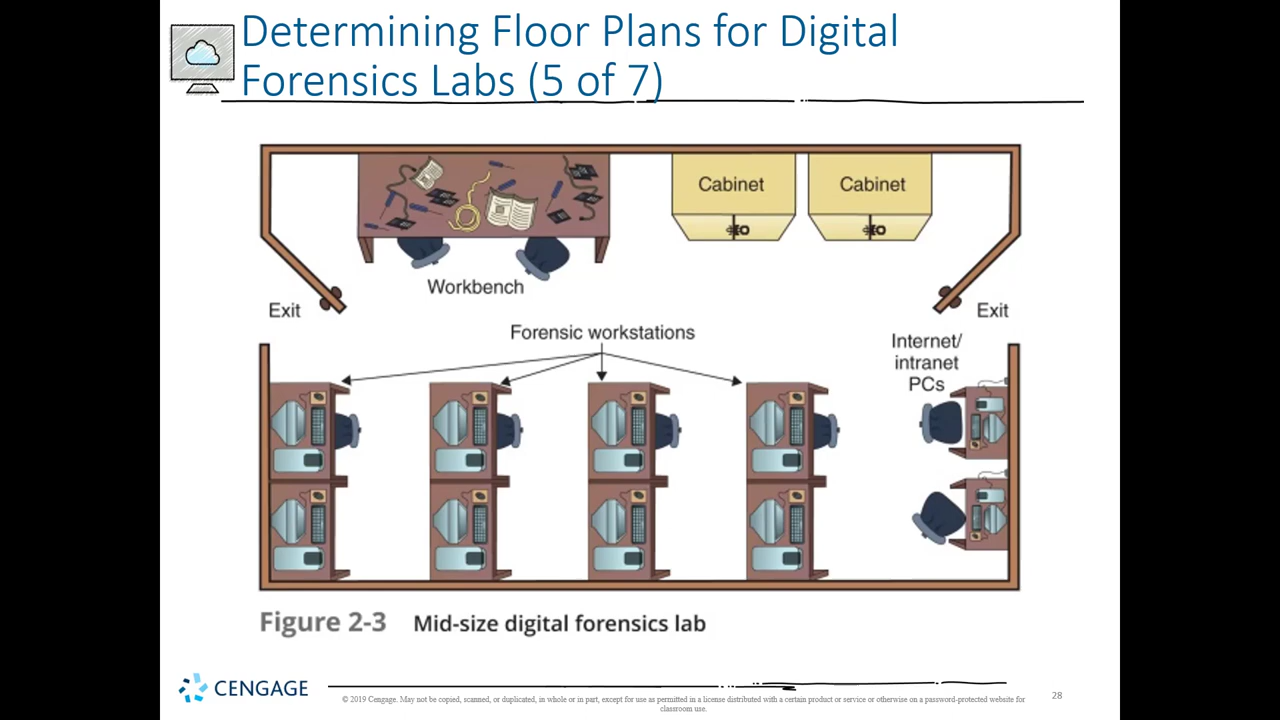 Determining Floor Plans for Digital
Forensics Labs (5 of 7)
Cabinet
Cabinet
Workbench
Exit
Exit
Forensic workstations
Internet/
intranet
PCs
Figure 2-3 Mid-size digital forensics lab
CENGAGE
© 2019 Cengage. May not be copied, scanned, or duplicated, in whole or in part, except for use as permitted in a license distributed with a certain product or service or otherwise on a password-protected website for
classroom use.
28